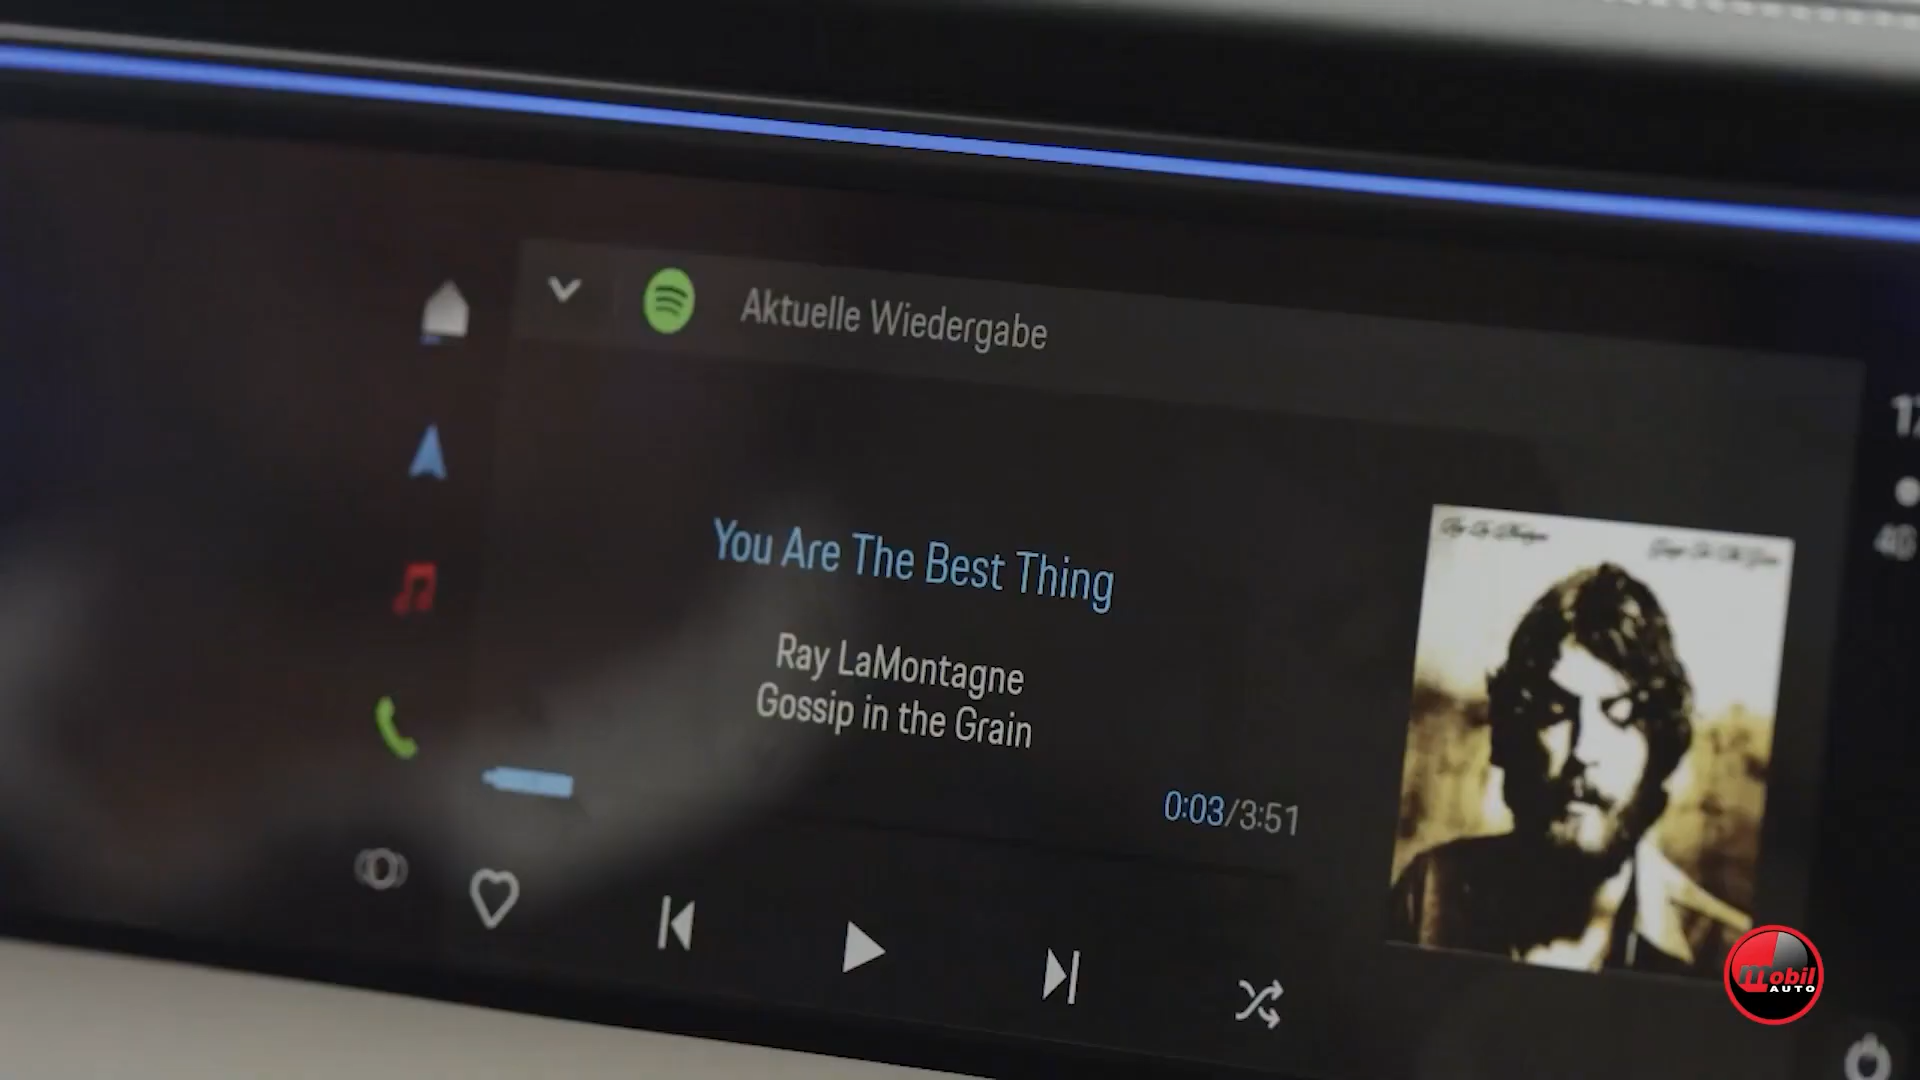 Aktuelle Wiedergabe
You Are The Best Thing
Ray LaMontagne
Gossip in the Grain
0:03/3:51
4G
Mobil
AUTO